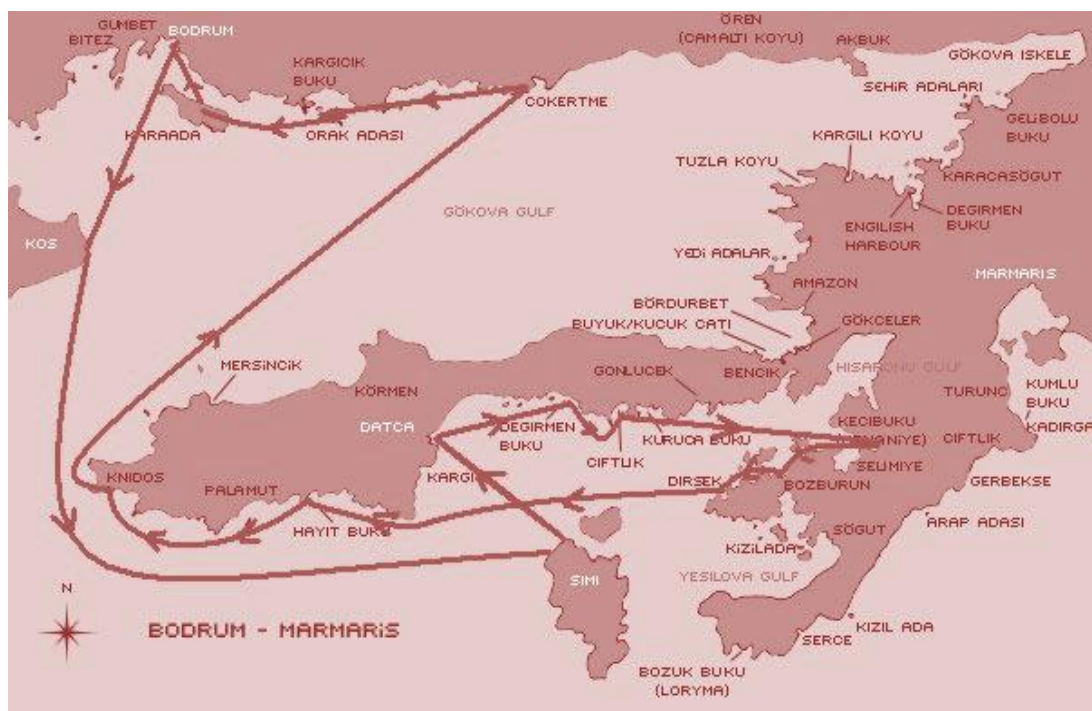 GUMBET
BITEZ
BODRUM
ÖREN
(CAMALTI KOYU)
AKBUK
GÖKOVA ISKELE
KARGICIK
BUKU
COKERTME
SEHIR ADALARI
KARAADA
ORAK ADASI
GELIBOLU
BUKU
KARGILI KOYU
TUZLA KOYU
KARACASÖGUT
GÖKOVA GULF
ENGILISH
HARBOUR
DEGIRMEN
BUKU
KOS
YEDI ADALAR
MARMARIS
AMAZON
BÖRDURBET
BUYUK/KUCUK CATI
GÖKCELER
MERSINCIK
GONLUCEK
BENCIK
HISARONU GULF
KÖRMEN
TURUNC
KUMLU
BUKU
KADIRGA
DATCA
DEGIRMEN
BUKU
KURUCA BUKU
KECIBUKU
CIFTLIK
CIFTLIK
SELIMIYE
KNIDOS
KARGI
DIRSEK
BOZBURUN
GERBEKSE
PALAMUT
HAYIT BUKU
SÖGUT
ARAP ADASI
KIZILADA
SIMI
YESILOVA GULF
N
BODRUM - MARMARIS
KIZIL ADA
SERCE
BOZUK BUKU
(LORYMA)